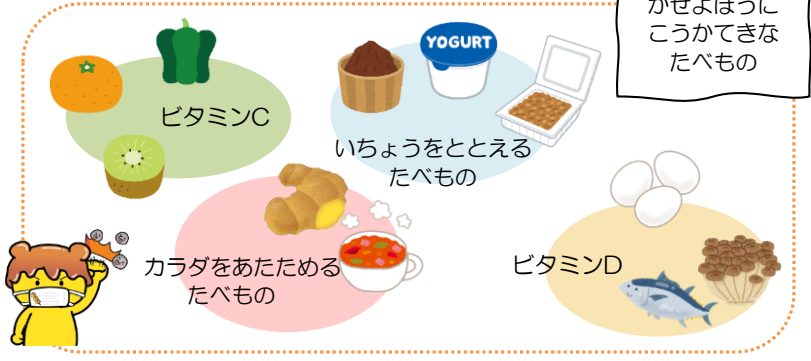 かぜよぼうに
こうかてきな
たべもの
YOGURT
ビタミンC
いちょうをととえる
たべもの
カラダをあたためる
たべもの
ビタミンD